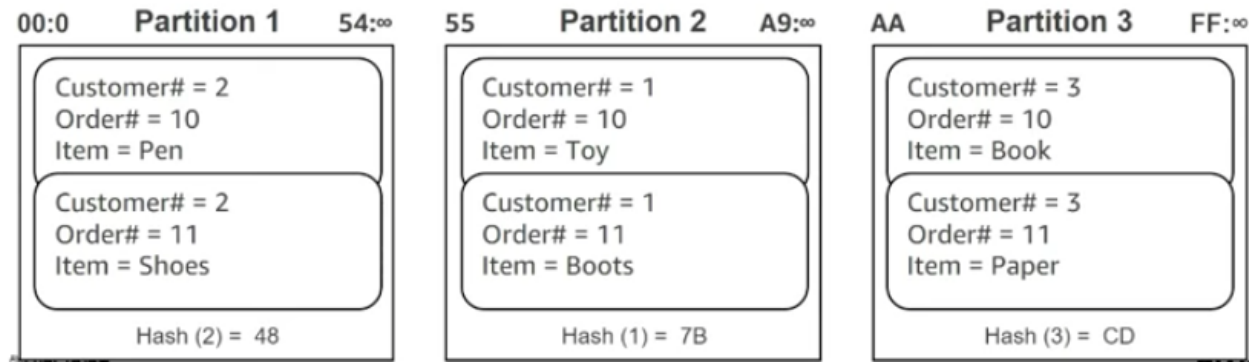 00:0 Partition 1 54:∞
Customer# = 2
Order# = 10
Item = Pen
Customer# = 2
Order# = 11
Item = Shoes
Hash (2) = 48
55 Partition 2 A9:∞
Customer# = 1
Order# = 10
Item = Toy
Customer# = 1
Order# = 11
Item = Boots
Hash (1) = 7B
AA Partition 3 FF:∞
Customer# = 3
Order# = 10
Item = Book
Customer# = 3
Order# = 11
Item = Paper
Hash (3) = CD